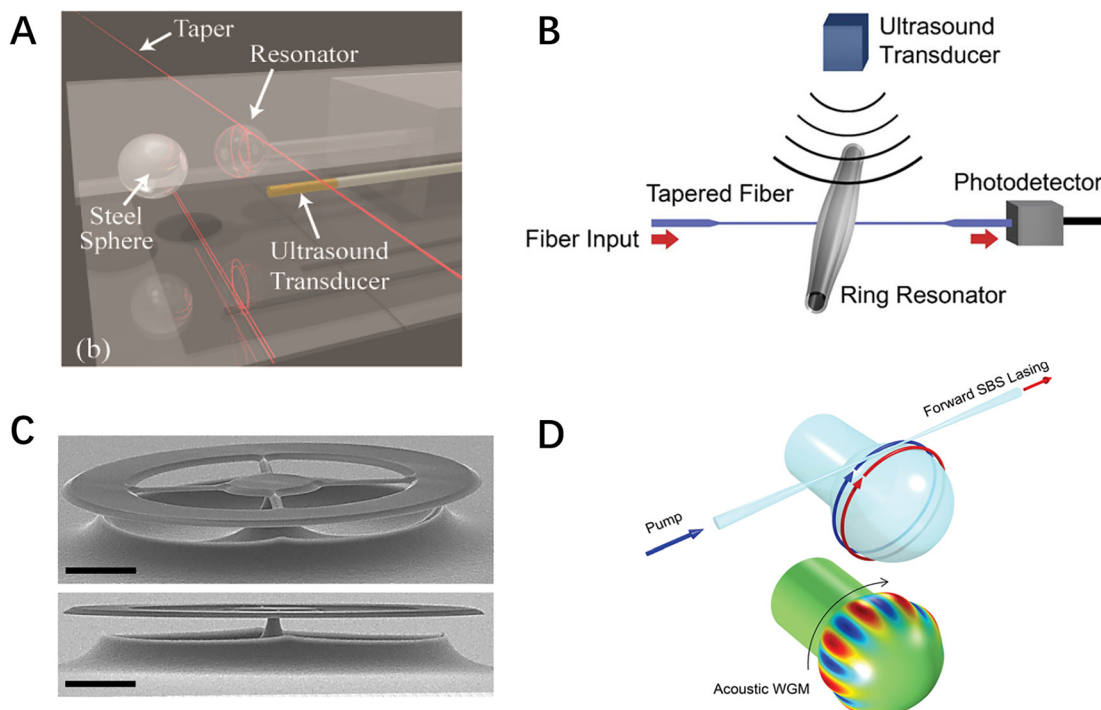 A
Taper
Resonator
Steel
Sphere
Ultrasound
Transducer
(b)
B
Ultrasound
Transducer
Tapered Fiber
Photodetector
Fiber Input
Ring Resonator
C
D
Forward SBS Lasing
Pump
Acoustic WGM